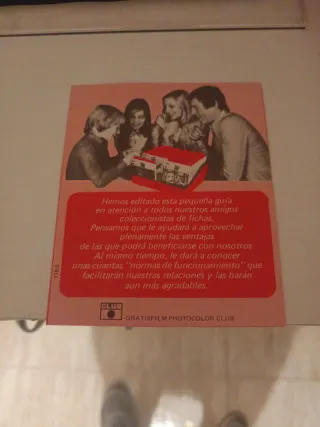 Hemos editado esta pequeña guía
en atención a todos nuestros amigos
coleccionistas de fichas.
Pensamos que le ayudará a aprovechar
plenamente las ventajas
de las que podrá beneficiarse con nosotros.
Al mismo tiempo, le dará a conocer
unas cuantas "normas de funcionamiento" que
facilitarán nuestras relaciones y las harán
aún más agradables.
GRATISFILM PHOTOCOLOR CLUB